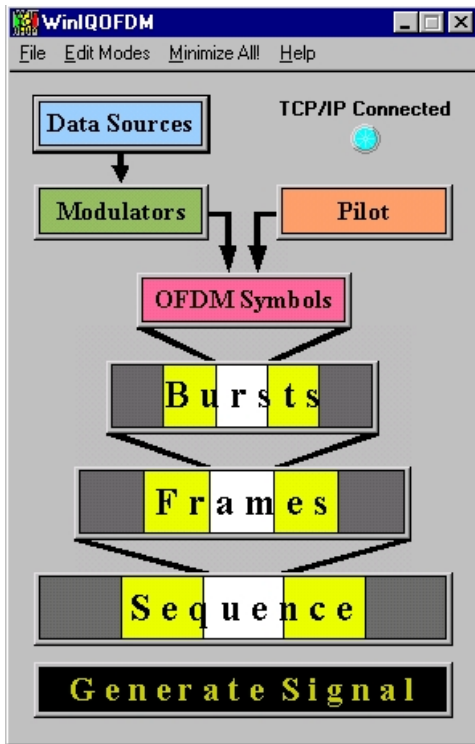 WinIQOFDM
File Edit Modes Minimize All! Help
TCP/IP Connected
Data Sources
Modulators
Pilot
OFDM Symbols
Bursts
Frames
Sequence
Generate Signal